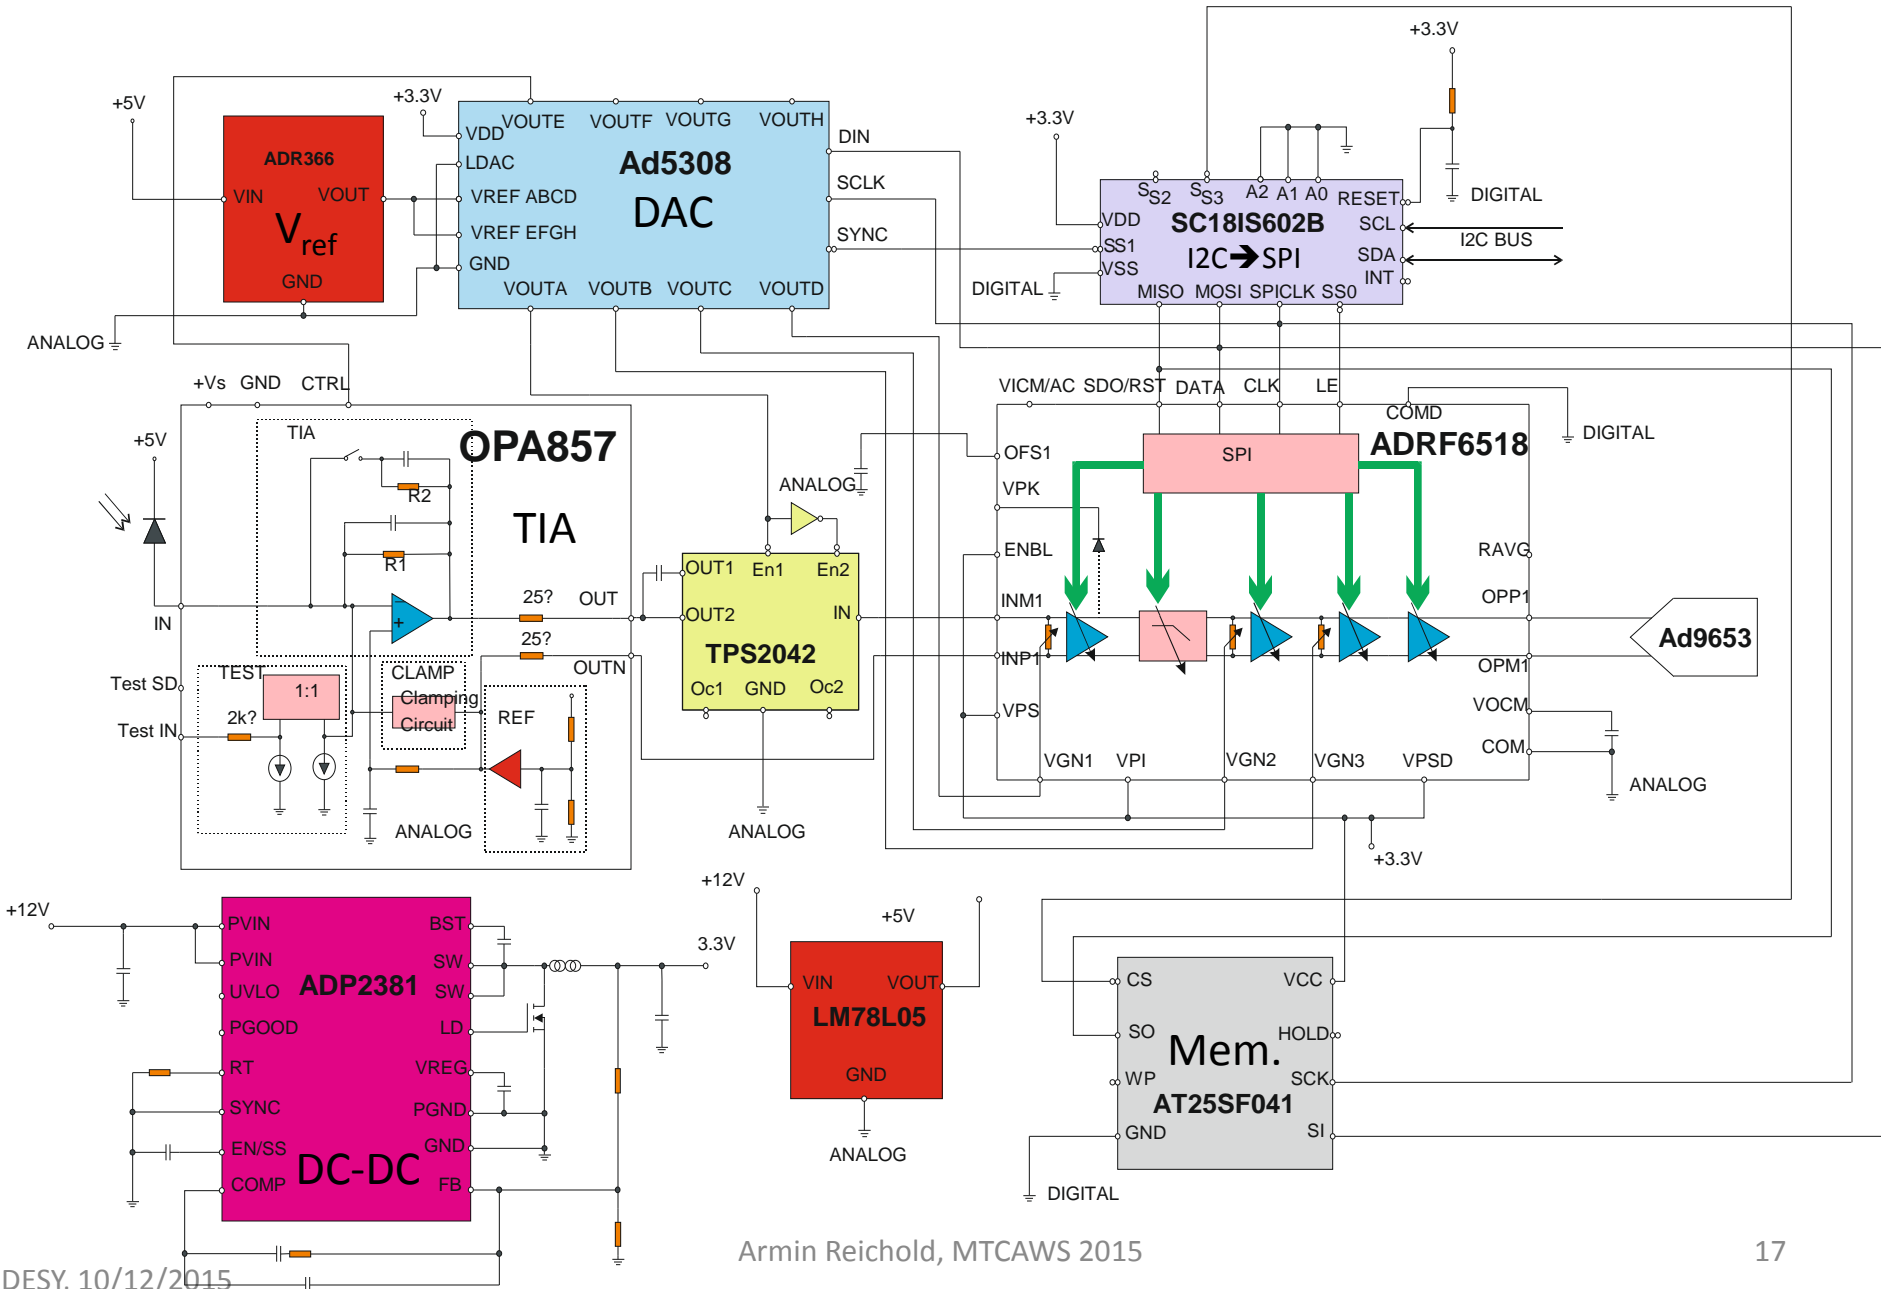 +3.3V
+5V
+3.3V
ADR366
VIN
VOUT
Vref
GND
ANALOG
VOUTE
VOUTF
VOUTG
VOUTH
VDD
LDAC
VREF ABCD
VREF EFGH
GND
Ad5308
DAC
VOUTA
VOUTB
VOUTC
VOUTD
DIN
SCLK
SYNC
+3.3V
SS2
SS3
A2
A1
A0
RESET
VDD
SC18IS602B
SCL
SS1
I2C➔SPI
SDA
VSS
INT
MISO
MOSI
SPICLK
SS0
DIGITAL
DIGITAL
I2C BUS
+Vs
GND
CTRL
+5V
TIA
OPA857
TIA
R2
R1
IN
25?
OUT
25?
OUTN
TEST
1:1
Test SD
Test IN
2k?
CLAMP
Clamping
Circuit
REF
ANALOG
ANALOG
OUT1
En1
En2
OUT2
IN
TPS2042
Oc1
GND
Oc2
ANALOG
VICM/AC
SDO/RST
DATA
CLK
LE
COMD
DIGITAL
ADRF6518
OFS1
SPI
VPK
ENBL
RAVG
INM1
OPP1
INP1
OPM1
VPS
VOCM
COM
VGN1
VPI
VGN2
VGN3
VPSD
ANALOG
+3.3V
Ad9653
+12V
PVIN
BST
PVIN
SW
ADP2381
UVLO
SW
PGOOD
LD
RT
VREG
SYNC
PGND
EN/SS
GND
DC-DC
COMP
FB
3.3V
+12V
+5V
VIN
VOUT
LM78L05
GND
ANALOG
CS
VCC
SO
HOLD
Mem.
WP
SCK
AT25SF041
GND
SI
DIGITAL
Armin Reichold, MTCAWS 2015
17
DESY. 10/12/2015